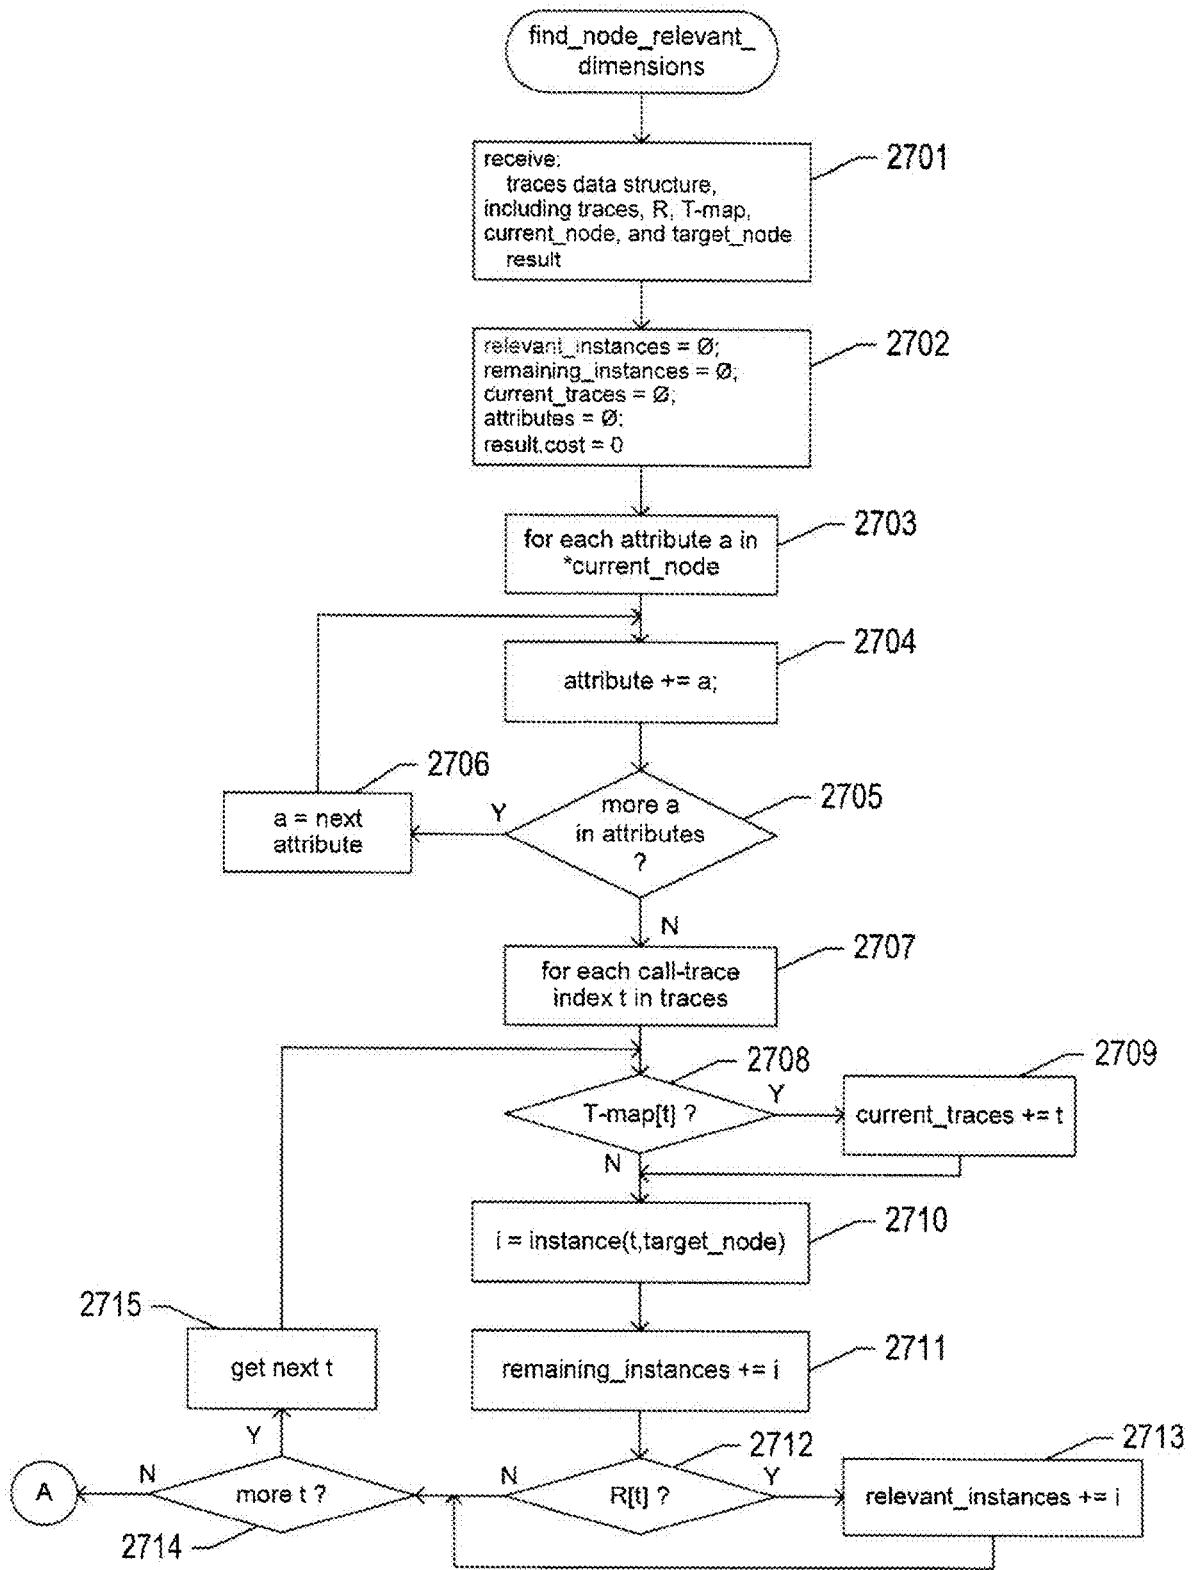 find_node_relevant_
dimensions
2701
receive:
traces data structure,
including traces, R, T-map,
current_node, and target_node
result
2702
relevant_instances = Ø;
remaining_instances = Ø;
current_traces = Ø;
attributes = Ø;
result.cost = 0
2703
for each attribute a in
*current_node
2704
attribute += a;
2706
a = next
attribute
Y
2705
more a
in attributes
?
N
2707
for each call-trace
index t in traces
2708
T-map[t] ?
Y
2709
current_traces += t
N
2710
i = instance(t,target_node)
2715
get next t
2711
remaining_instances += i
Y
2712
R[t] ?
N
Y
2713
relevant_instances += i
more t ?
N
A
2714